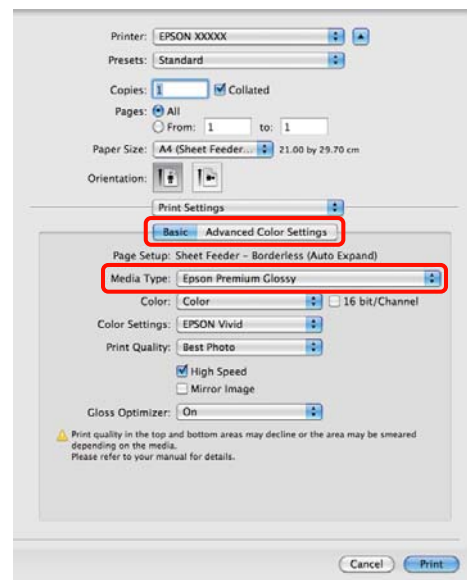 Printer: EPSON XXXXX
Presets: Standard
Copies: 1 Collated
Pages: All
From: 1 to: 1
Paper Size: A4 (Sheet Feeder... 21.00 by 29.70 cm
Orientation:
Print Settings
Basic Advanced Color Settings
Page Setup: Sheet Feeder - Borderless (Auto Expand)
Media Type: Epson Premium Glossy
Color: Color 16 bit/Channel
Color Settings: EPSON Vivid
Print Quality: Best Photo
High Speed
Mirror Image
Gloss Optimizer: On
Print quality in the top and bottom areas may decline or the area may be smeared
depending on the media.
Please refer to your manual for details.
Cancel Print